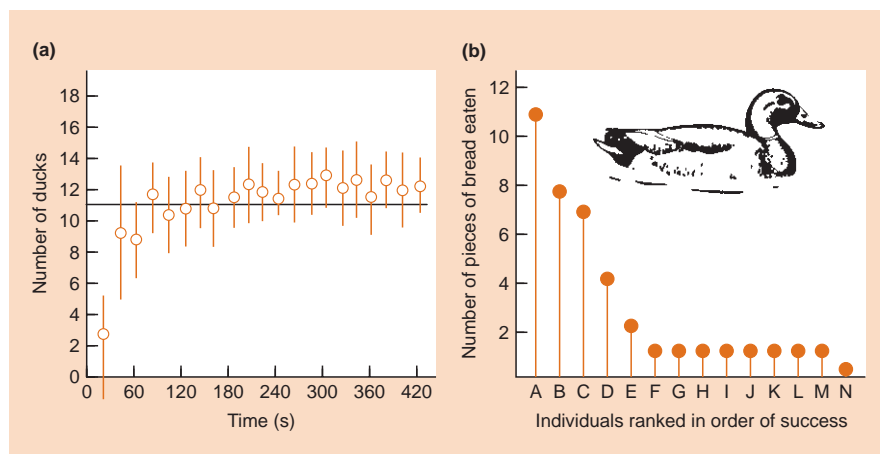 (a)
18
16
14
12
10
8
6
4
2
0
Number of ducks
0 60 120 180 240 300 360 420
Time (s)
(b)
12
10
8
6
4
2
Number of pieces of bread eaten
A B C D E F G H I J K L M N
Individuals ranked in order of success